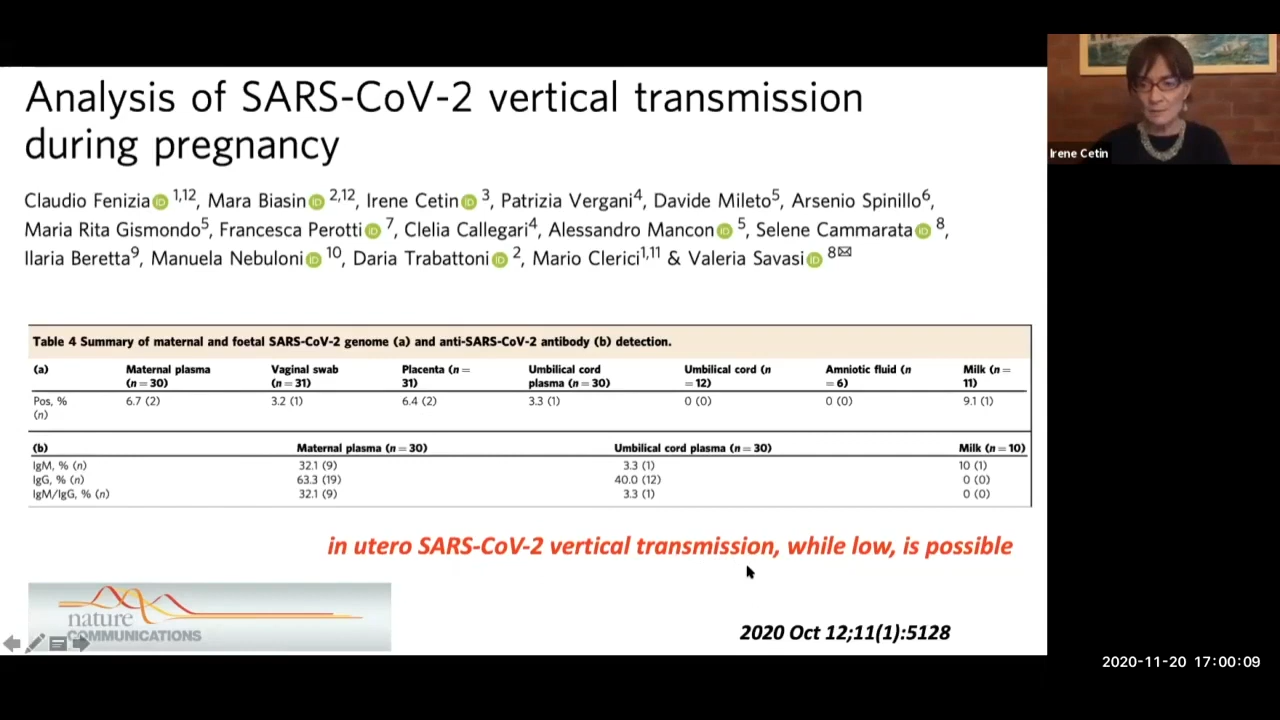 Analysis of SARS-CoV-2 vertical transmission
during pregnancy
Irene Cetin
Claudio Fenizia iD 1,12, Mara Biasin iD 2,12, Irene Cetin iD 3, Patrizia Vergani4, Davide Mileto5, Arsenio Spinillo6,
Maria Rita Gismondo5, Francesca Perotti iD 7, Clelia Callegari4, Alessandro Mancon iD 5, Selene Cammarata iD 8,
Ilaria Beretta9, Manuela Nebuloni iD 10, Daria Trabattoni iD 2, Mario Clerici1,11 & Valeria Savasi iD 8✉
Table 4 Summary of maternal and foetal SARS-CoV-2 genome (a) and anti-SARS-CoV-2 antibody (b) detection.
(a) Maternal plasma Vaginal swab Placenta (n = Umbilical cord Umbilical cord (n Amniotic fluid (n Milk (n =
(n = 30) (n = 31) 31) plasma (n = 30) = 12) = 6) 11)
Pos, % 6.7 (2) 3.2 (1) 6.4 (2) 3.3 (1) 0 (0) 0 (0) 9.1 (1)
(n)
(b) Maternal plasma (n = 30) Umbilical cord plasma (n = 30) Milk (n = 10)
IgM, % (n) 32.1 (9) 3.3 (1) 10 (1)
IgG, % (n) 63.3 (19) 40.0 (12) 0 (0)
IgM/IgG, % (n) 32.1 (9) 3.3 (1) 0 (0)
in utero SARS-CoV-2 vertical transmission, while low, is possible
nature
COMMUNICATIONS
2020 Oct 12;11(1):5128
2020-11-20 17:00:09